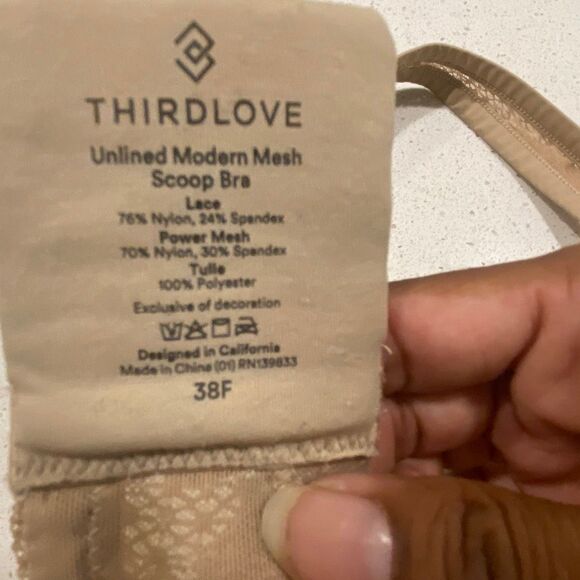 THIRDLOVE
Unlined Modern Mesh
Scoop Bra
Lace
76% Nylon, 24% Spandex
Power Mesh
70% Nylon, 30% Spandex
Tulle
100% Polyester
Exclusive of decoration
Designed in California
Made in China (01) RN139833
38F